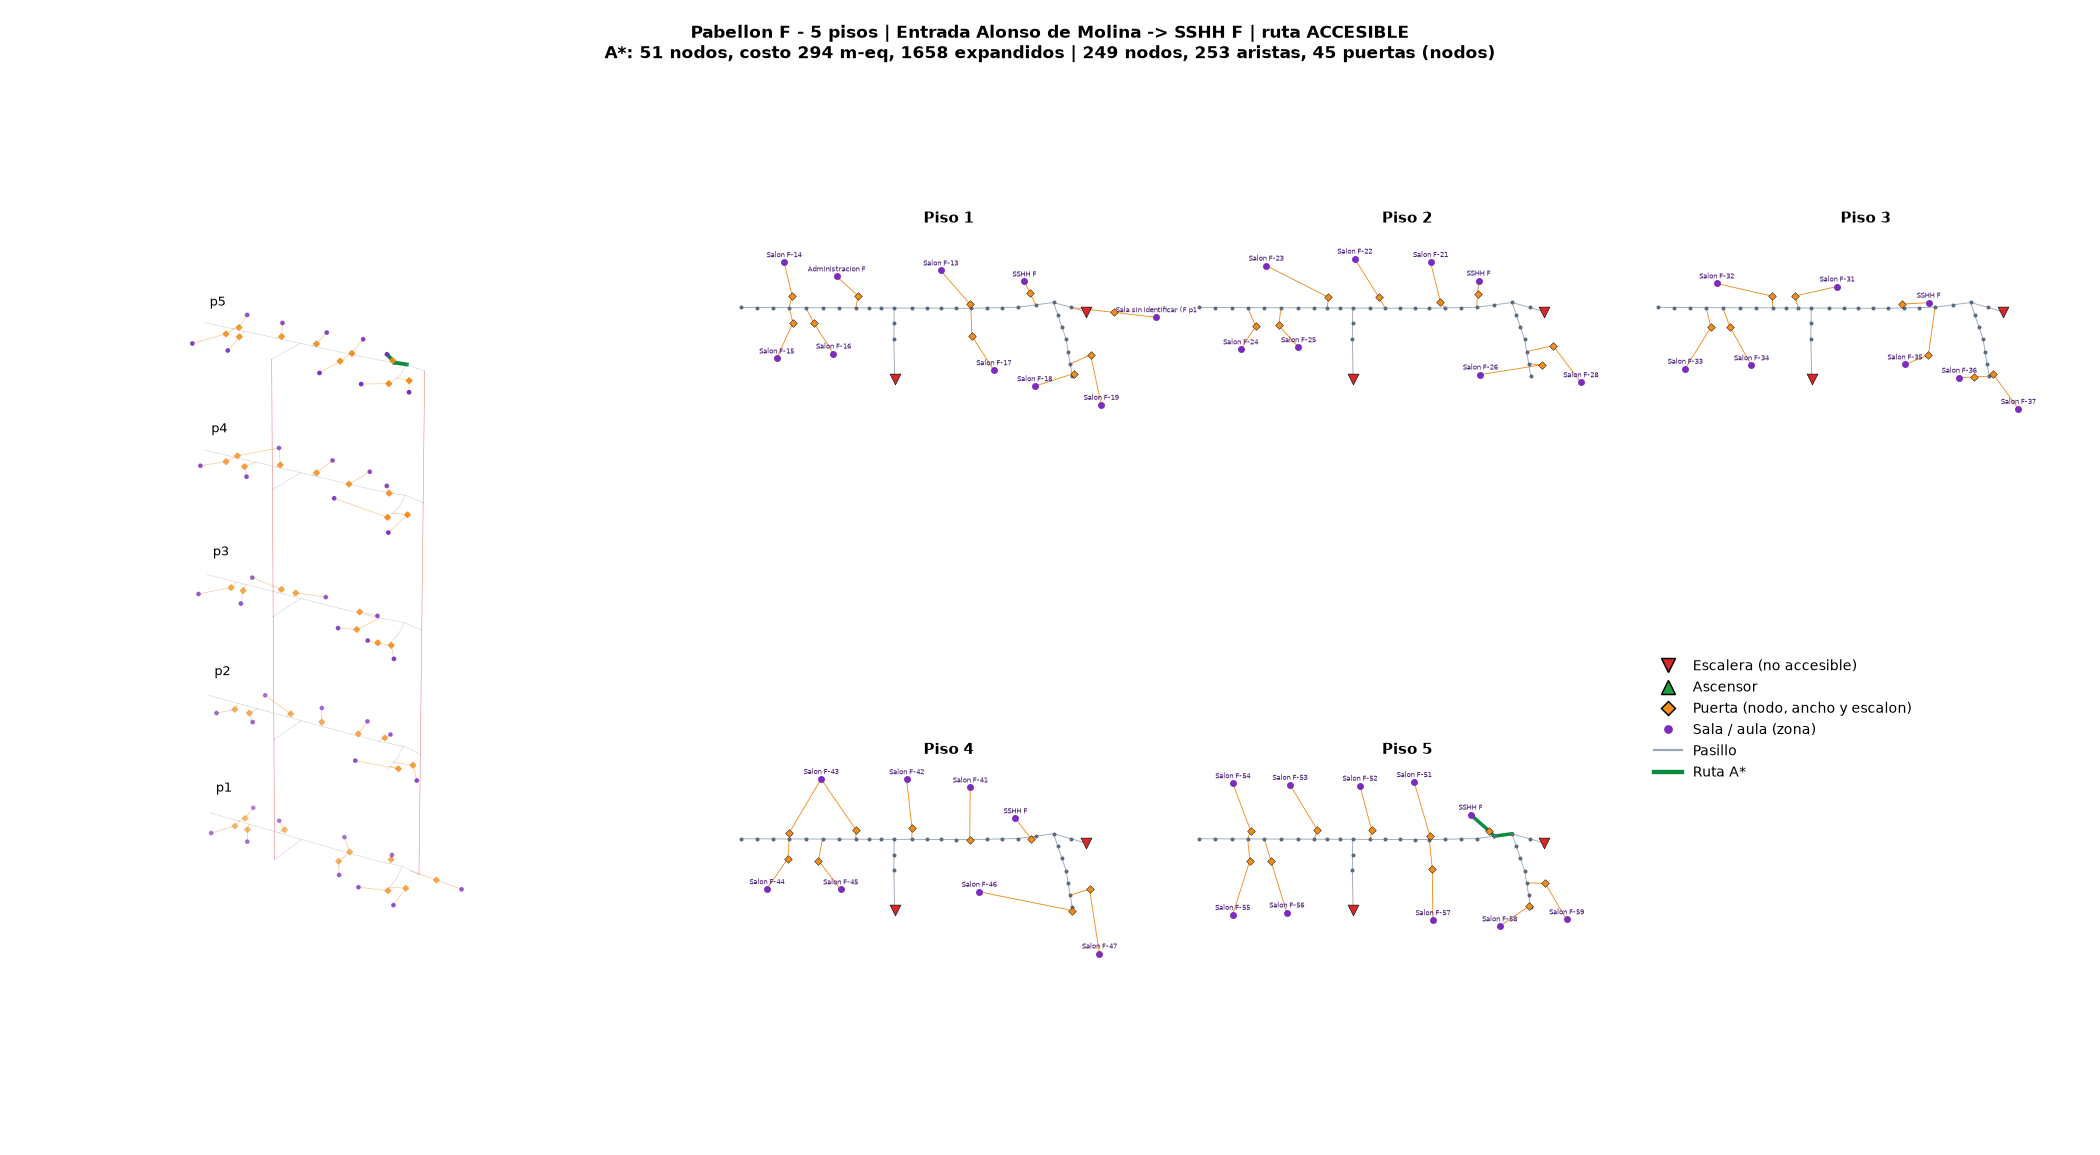 Pabellon F - 5 pisos | Entrada Alonso de Molina -> SSHH F | ruta ACCESIBLE
A*: 51 nodos, costo 294 m-eq, 1658 expandidos | 249 nodos, 253 aristas, 45 puertas (nodos)
p5
p4
p3
p2
p1
Piso 1
Salon F-14
Administracion F
Salon F-13
SSHH F
Sala sin identificar (F p1
Salon F-15
Salon F-16
Salon F-17
Salon F-18
Salon F-19
Piso 2
Salon F-23
Salon F-22
Salon F-21
SSHH F
Salon F-24
Salon F-25
Salon F-26
Salon F-28
Piso 3
Salon F-32
Salon F-31
SSHH F
Salon F-33
Salon F-34
Salon F-35
Salon F-36
Salon F-37
Piso 4
Salon F-43
Salon F-42
Salon F-41
SSHH F
Salon F-44
Salon F-45
Salon F-46
Salon F-47
Piso 5
Salon F-54
Salon F-53
Salon F-52
Salon F-51
SSHH F
Salon F-55
Salon F-56
Salon F-57
Salon F-58
Salon F-59
Escalera (no accesible)
Ascensor
Puerta (nodo, ancho y escalon)
Sala / aula (zona)
Pasillo
Ruta A*